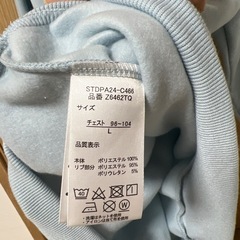 STDPA24-C466
品番 Z6462TQ
サイズ
チェスト 98~104
L
品質表示
本体 ポリエステル 100%
リブ部分 ポリエステル 95%
ポリウレタン 5%